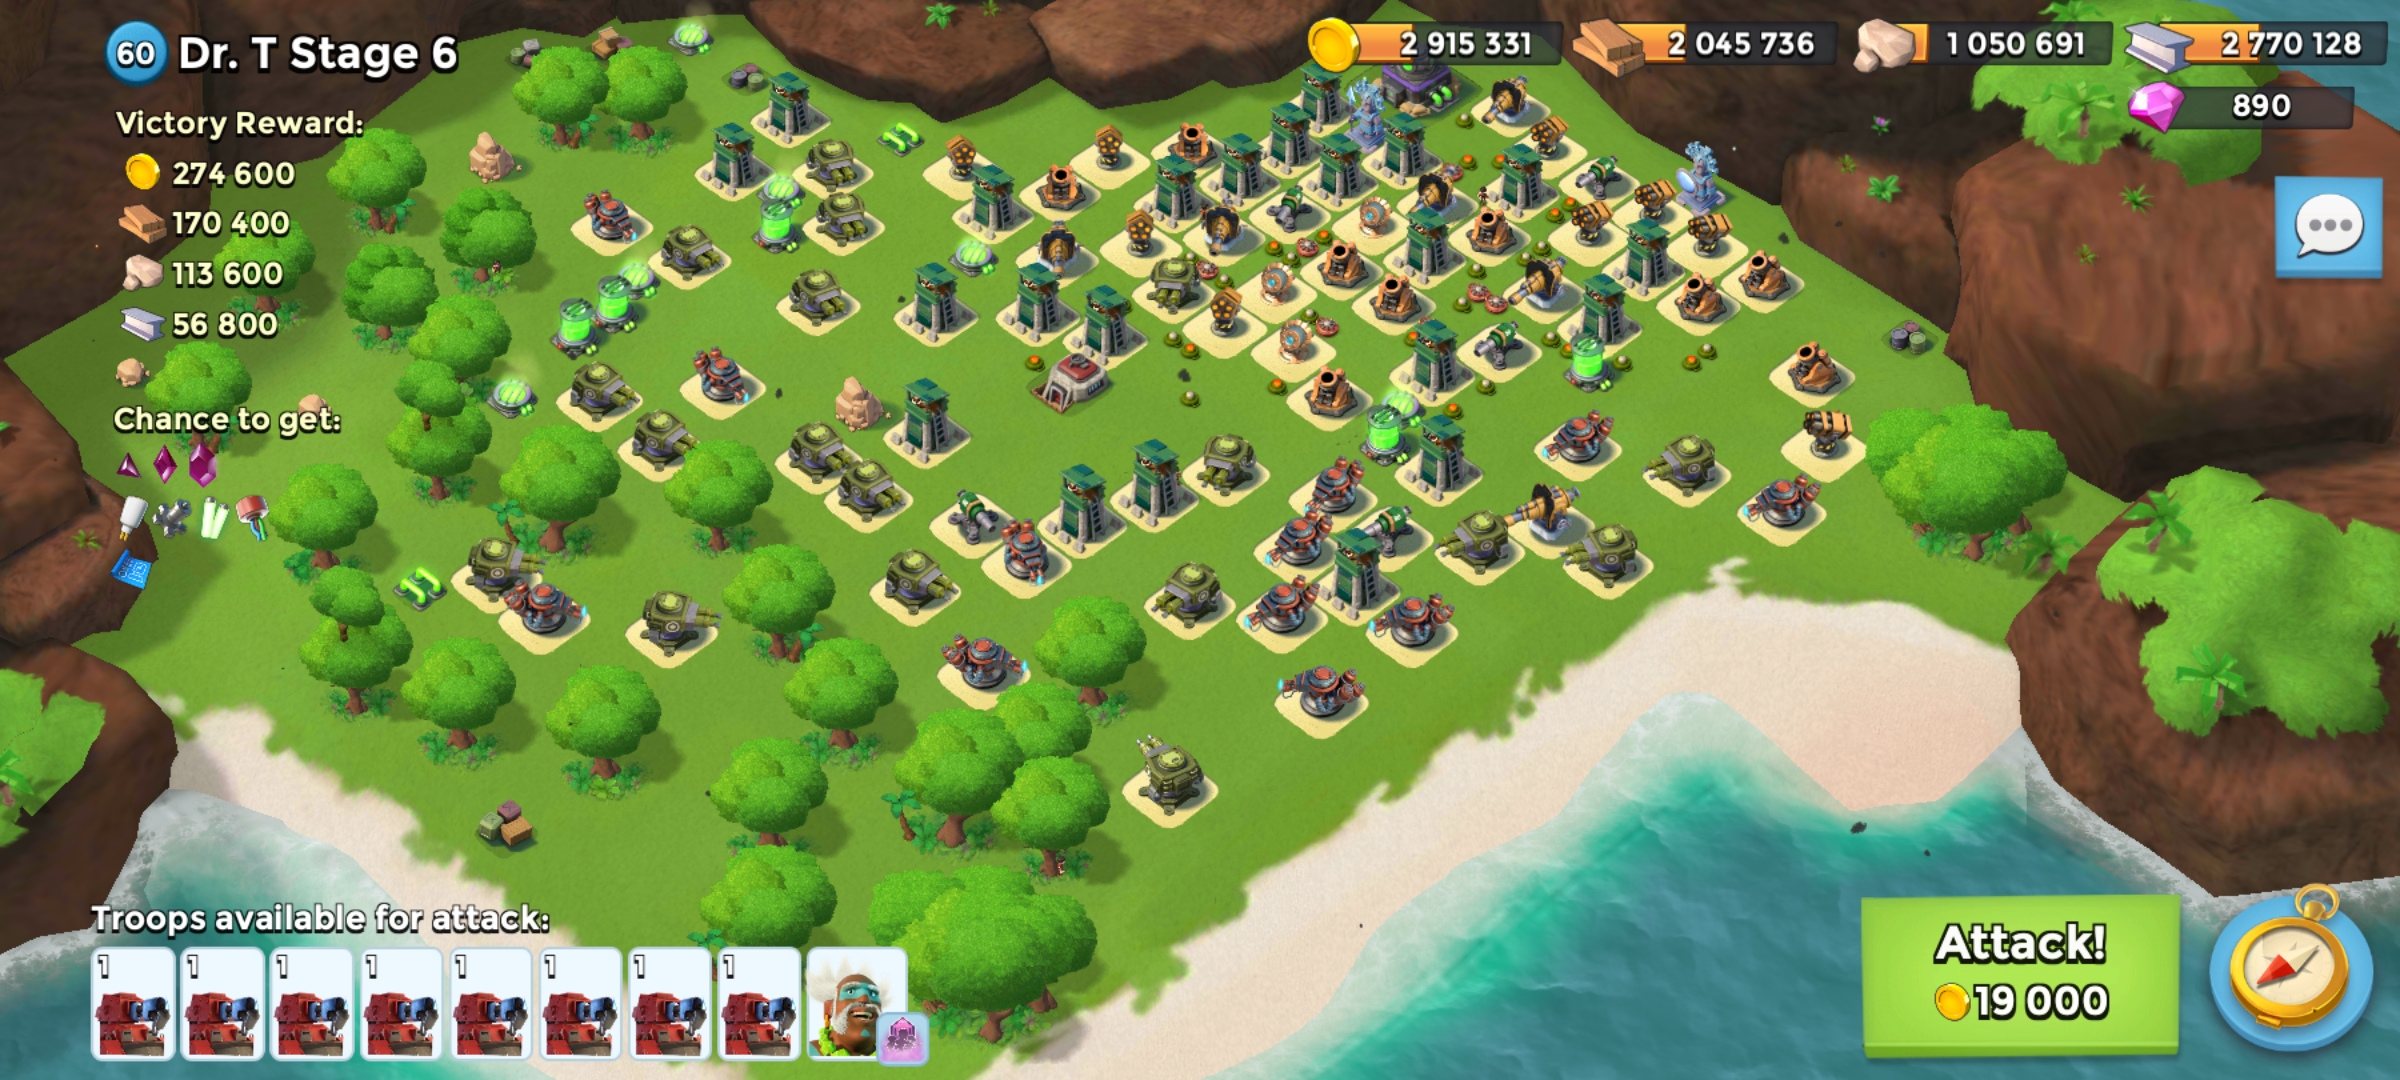 60 Dr. T Stage 6
2 915 331
2 045 736
1 050 691
2 770 128
890
Victory Reward:
274 600
170 400
113 600
56 800
Chance to get:
Troops available for attack:
1 1 1 1 1 1 1 1
Attack!
19 000